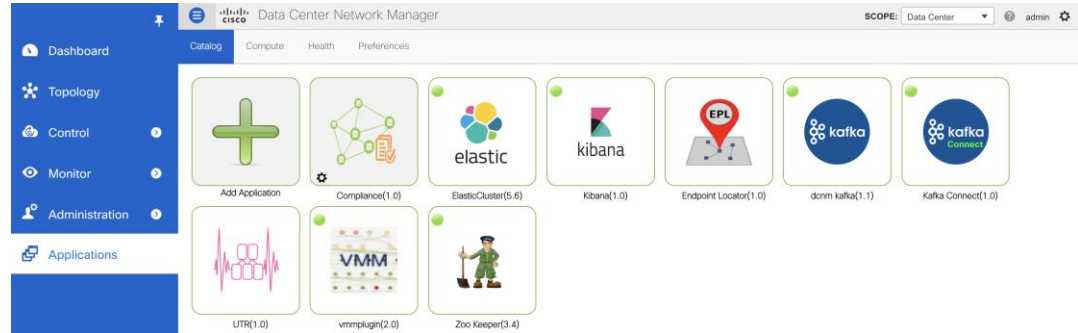 CISCO Data Center Network Manager
SCOPE: Data Center admin
Dashboard
Topology
Control
Monitor
Administration
Applications
Catalog Compute Health Preferences
elastic
kibana
EPL
kafka
kafka
Connect
Add Application Compliance(1.0) ElasticCluster(5.6) Kibana(1.0) Endpoint Locator(1.0) dcnm kafka(1.1) Kafka Connect(1.0)
VMM
UTR(1.0) vmmplugin(2.0) Zoo Keeper(3.4)